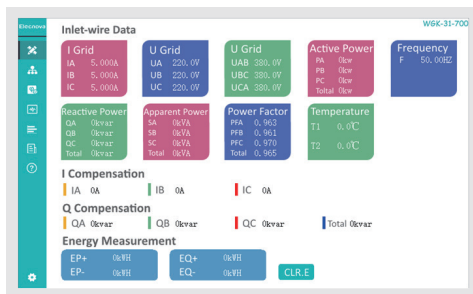 Elecnova
WGK-31-700
Inlet-wire Data
I Grid
IA 5.000A
IB 5.000A
IC 5.000A
U Grid
UA 220.0V
UB 220.0V
UC 220.0V
U Grid
UAB 380.0V
UBC 380.0V
UCA 380.0V
Active Power
PA 0kw
PB 0kw
PC 0kw
Toltal 0kw
Frequency
F 50.00HZ
Reactive Power
QA 0kvar
QB 0kvar
QC 0kvar
Total 0kvar
Apparent Power
SA 0kVA
SB 0kVA
SC 0kVA
Total 0kVA
Power Factor
PFA 0.963
PFB 0.961
PFC 0.970
Total 0.965
Temperature
T1 0.0℃
T2 0.0℃
I Compensation
IA 0A IB 0A IC 0A
Q Compensation
QA 0kvar QB 0kvar QC 0kvar Total 0kvar
Energy Measurement
EP+ 0kWH EQ+ 0kWH
EP- 0kWH EQ- 0kWH
CLR.E